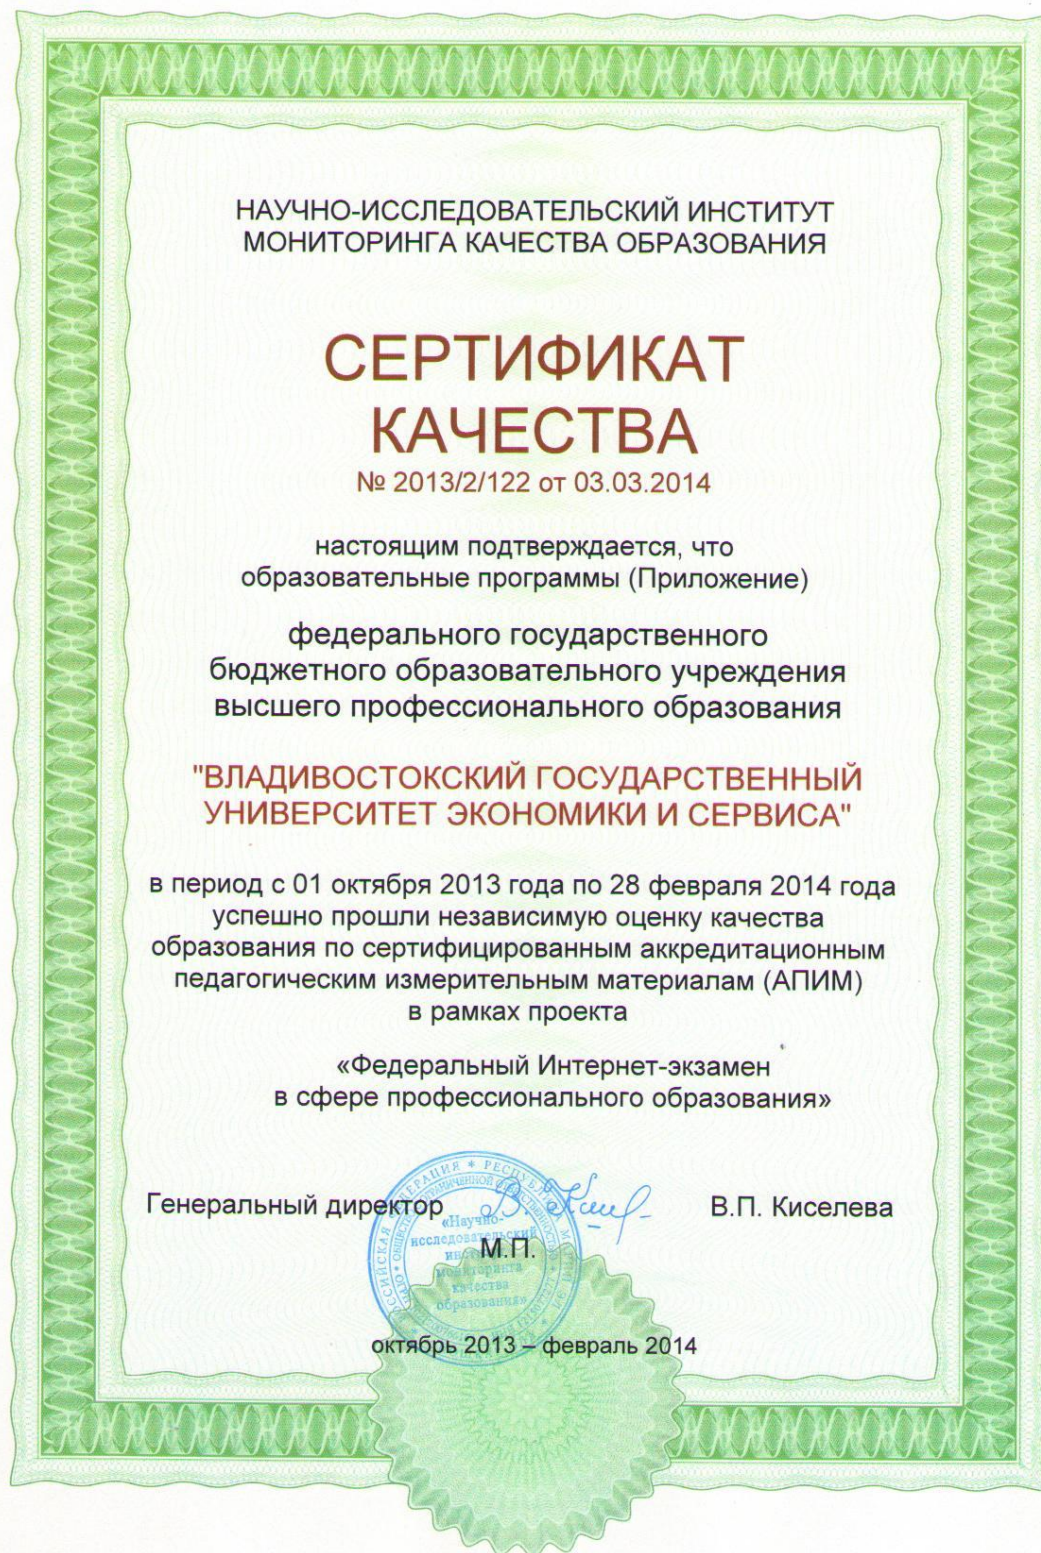 НАУЧНО-ИССЛЕДОВАТЕЛЬСКИЙ ИНСТИТУТ
МОНИТОРИНГА КАЧЕСТВА ОБРАЗОВАНИЯ
СЕРТИФИКАТ
КАЧЕСТВА
№ 2013/2/122 от 03.03.2014
настоящим подтверждается, что
образовательные программы (Приложение)
федерального государственного
бюджетного образовательного учреждения
высшего профессионального образования
"ВЛАДИВОСТОКСКИЙ ГОСУДАРСТВЕННЫЙ
УНИВЕРСИТЕТ ЭКОНОМИКИ И СЕРВИСА"
в период с 01 октября 2013 года по 28 февраля 2014 года
успешно прошли независимую оценку качества
образования по сертифицированным аккредитационным
педагогическим измерительным материалам (АПИМ)
в рамках проекта
«Федеральный Интернет-экзамен
в сфере профессионального образования»
Генеральный директор В.П. Киселева
М.П.
«Научно-
исследовательский
мониторинга
качества
образования»
октябрь 2013 – февраль 2014